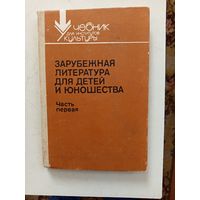 Учебник
для институтов
культуры
ЗАРУБЕЖНАЯ
ЛИТЕРАТУРА
ДЛЯ ДЕТЕЙ
И ЮНОШЕСТВА
Часть
первая